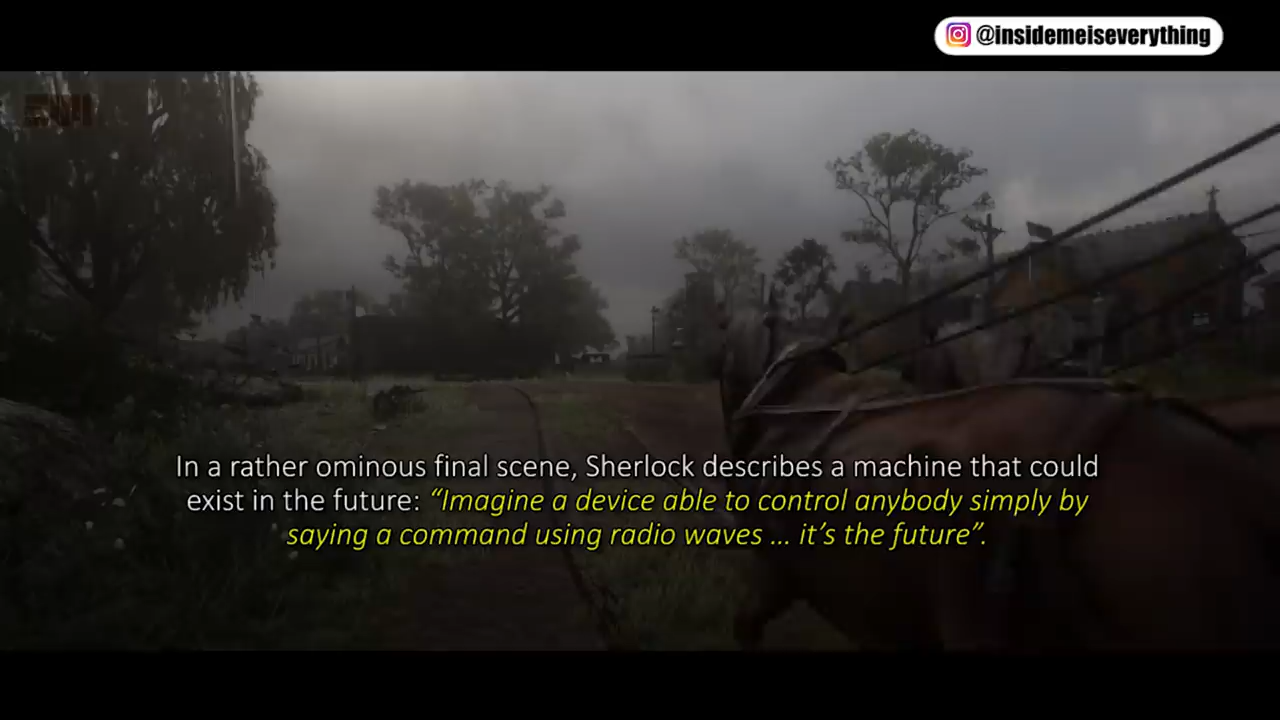 @insidemeiseverything
In a rather ominous final scene, Sherlock describes a machine that could
exist in the future: “Imagine a device able to control anybody simply by
saying a command using radio waves ... it’s the future”.